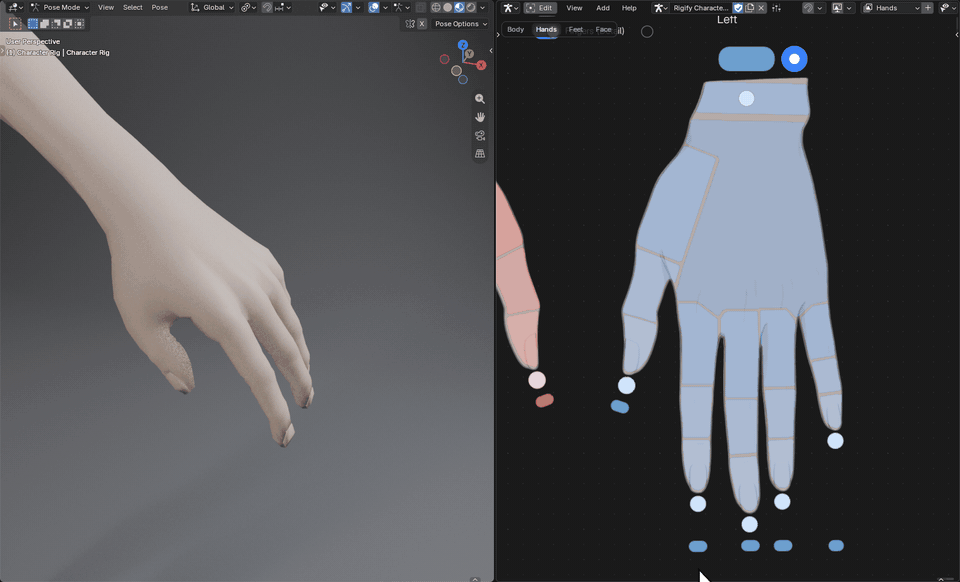 Pose Mode View Select Pose Global
Edit View Add Help Rigify Characte... Hands
Left
Pose Options
Body Hands Feet Face il)
User Perspective
(1) Character Rig | Character Rig
X
Z
Y
X